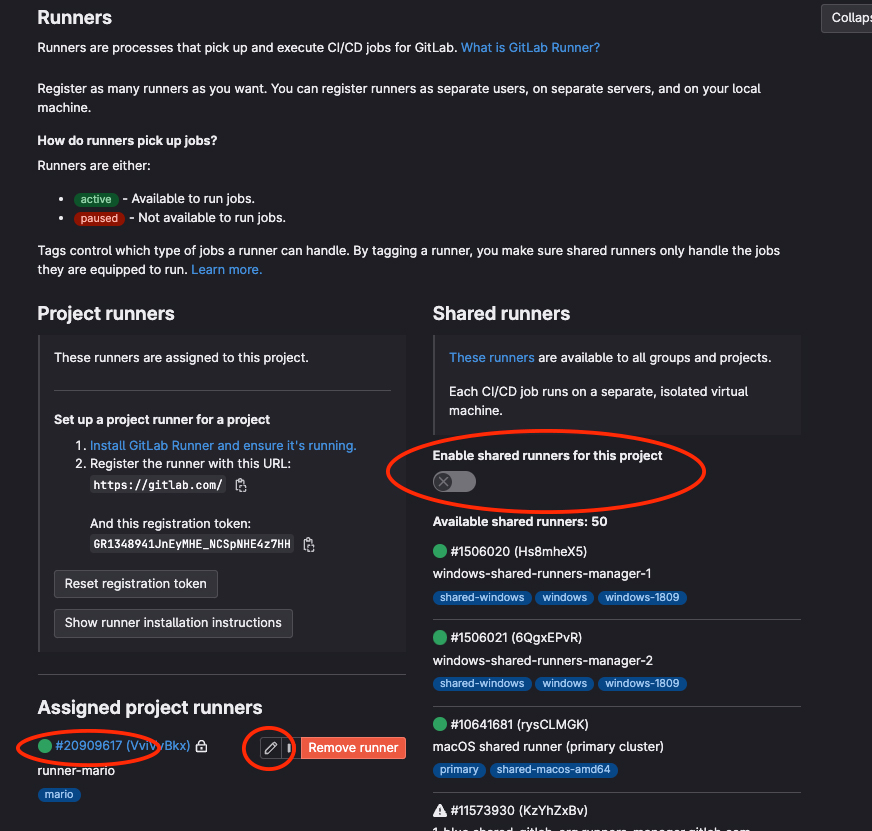 Runners
Collaps
Runners are processes that pick up and execute CI/CD jobs for GitLab. What is GitLab Runner?
Register as many runners as you want. You can register runners as separate users, on separate servers, and on your local
machine.
How do runners pick up jobs?
Runners are either:
• active - Available to run jobs.
• paused - Not available to run jobs.
Tags control which type of jobs a runner can handle. By tagging a runner, you make sure shared runners only handle the jobs
they are equipped to run. Learn more.
Project runners
These runners are assigned to this project.
Set up a project runner for a project
1. Install GitLab Runner and ensure it's running.
2. Register the runner with this URL:
https://gitlab.com/
And this registration token:
GR1348941JnEyMHE_NCSpNHE4z7HH
Reset registration token
Show runner installation instructions
Assigned project runners
#20909617 (VviVyBkx)
Remove runner
runner-mario
mario
Shared runners
These runners are available to all groups and projects.
Each CI/CD job runs on a separate, isolated virtual
machine.
Enable shared runners for this project
Available shared runners: 50
#1506020 (Hs8mheX5)
windows-shared-runners-manager-1
shared-windows windows windows-1809
#1506021 (6QgxEPvR)
windows-shared-runners-manager-2
shared-windows windows windows-1809
#10641681 (rysCLMGK)
macOS shared runner (primary cluster)
primary shared-macos-amd64
#11573930 (KzYhZxBv)